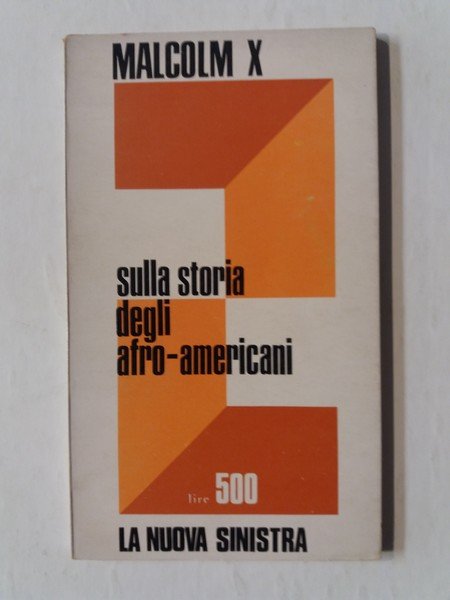 MALCOLM X
sulla storia
degli
afro-americani
lire 500
LA NUOVA SINISTRA